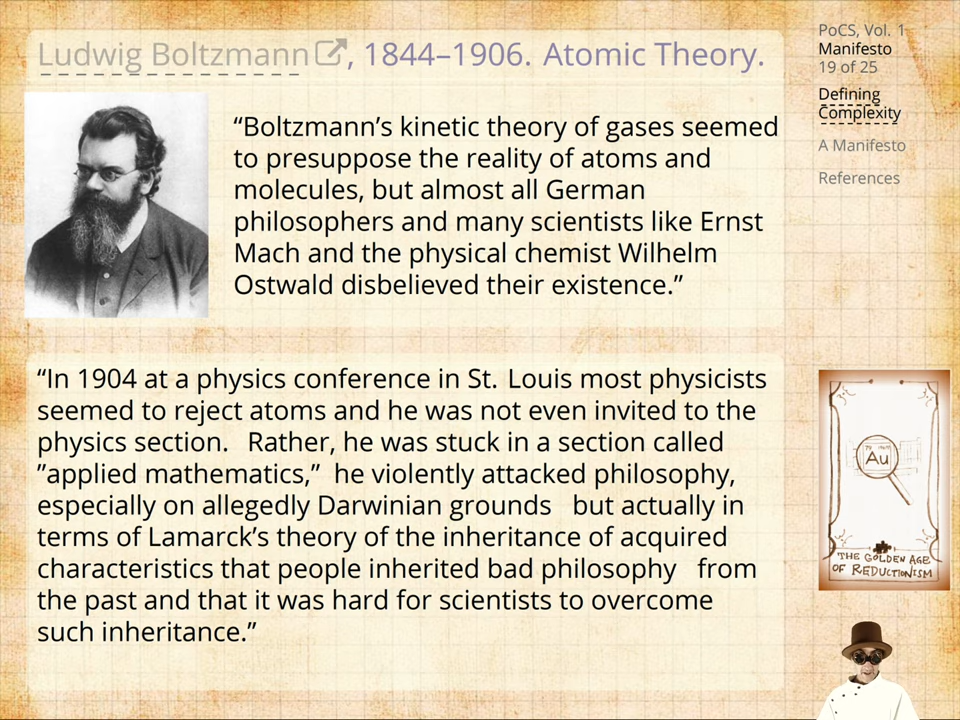 Ludwig Boltzmann, 1844–1906. Atomic Theory.
“Boltzmann’s kinetic theory of gases seemed
to presuppose the reality of atoms and
molecules, but almost all German
philosophers and many scientists like Ernst
Mach and the physical chemist Wilhelm
Ostwald disbelieved their existence.”
“In 1904 at a physics conference in St. Louis most physicists
seemed to reject atoms and he was not even invited to the
physics section. Rather, he was stuck in a section called
”applied mathematics,” he violently attacked philosophy,
especially on allegedly Darwinian grounds but actually in
terms of Lamarck’s theory of the inheritance of acquired
characteristics that people inherited bad philosophy from
the past and that it was hard for scientists to overcome
such inheritance.”
PoCS, Vol. 1
Manifesto
19 of 25
Defining
Complexity
A Manifesto
References
Au
THE GOLDEN AGE
OF REDUCTIONISM